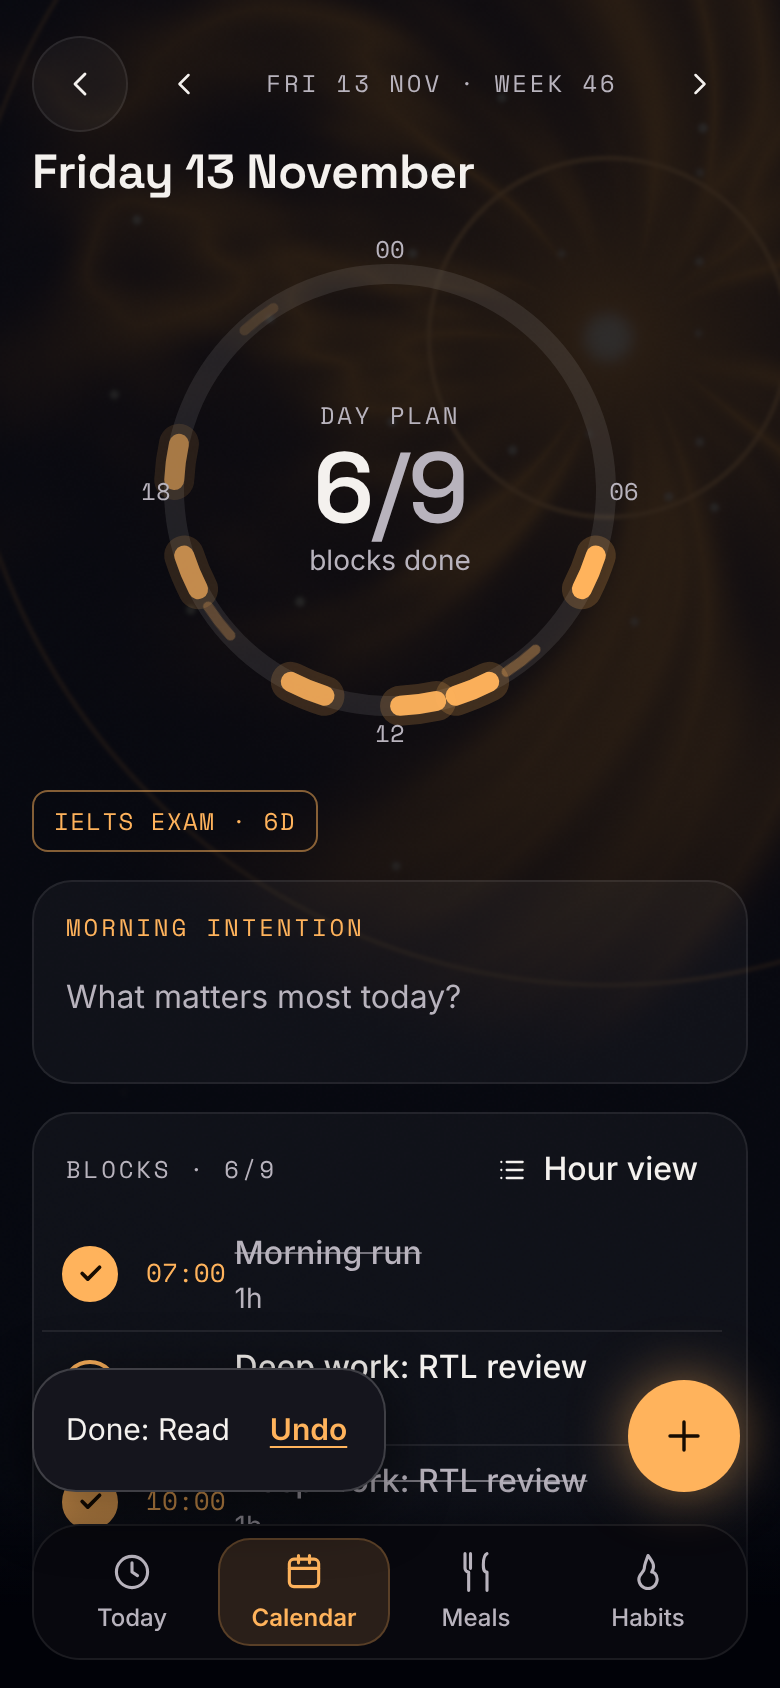 FRI 13 NOV · WEEK 46
Friday 13 November
00
18
06
12
DAY PLAN
6/9
blocks done
IELTS EXAM · 6D
MORNING INTENTION
What matters most today?
BLOCKS · 6/9
Hour view
07:00 Morning run
1h
Deep work: RTL review
Done: Read Undo
10:00 work: RTL review
1h
Today
Calendar
Meals
Habits